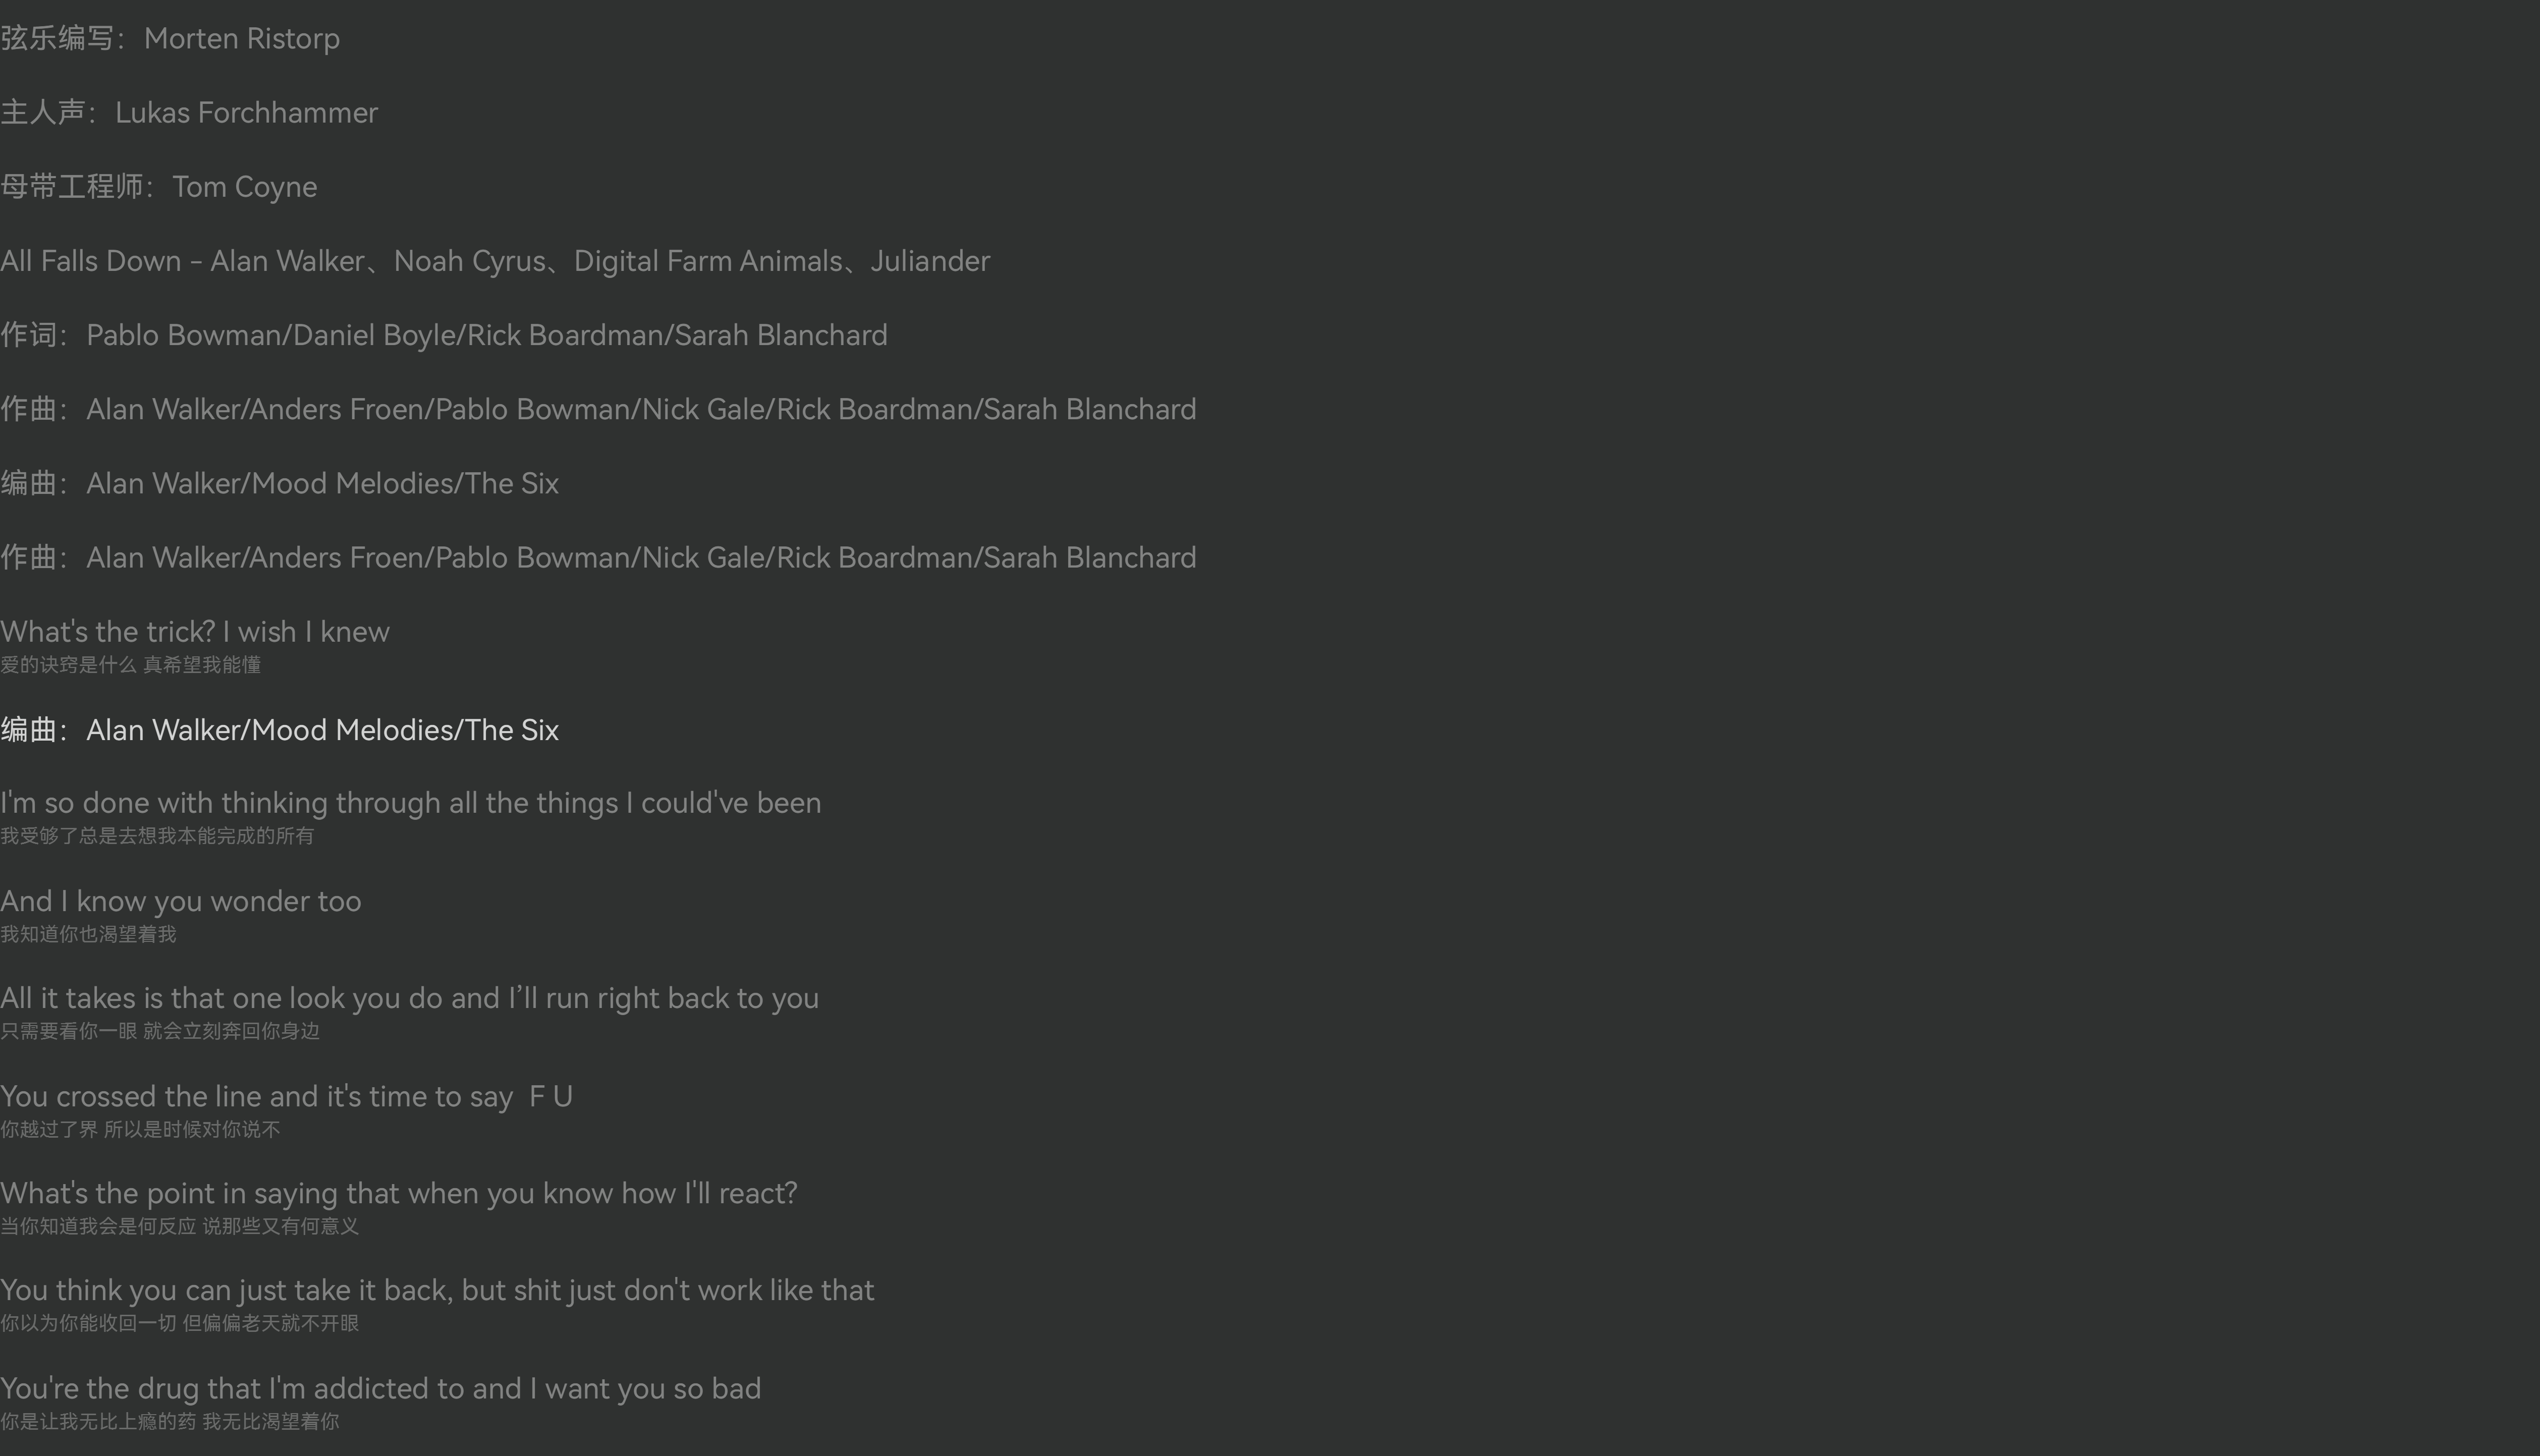 弦乐编写：Morten Ristorp
主人声：Lukas Forchhammer
母带工程师：Tom Coyne
All Falls Down - Alan Walker、Noah Cyrus、Digital Farm Animals、Juliander
作词：Pablo Bowman/Daniel Boyle/Rick Boardman/Sarah Blanchard
作曲：Alan Walker/Anders Froen/Pablo Bowman/Nick Gale/Rick Boardman/Sarah Blanchard
编曲：Alan Walker/Mood Melodies/The Six
作曲：Alan Walker/Anders Froen/Pablo Bowman/Nick Gale/Rick Boardman/Sarah Blanchard
What's the trick? I wish I knew
爱的诀窍是什么 真希望我能懂
编曲：Alan Walker/Mood Melodies/The Six
I'm so done with thinking through all the things I could've been
我受够了总是去想我本能完成的所有
And I know you wonder too
我知道你也渴望着我
All it takes is that one look you do and I’ll run right back to you
只需要看你一眼 就会立刻奔回你身边
You crossed the line and it's time to say  F U
你越过了界 所以是时候对你说不
What's the point in saying that when you know how I'll react?
当你知道我会是何反应 说那些又有何意义
You think you can just take it back, but shit just don't work like that
你以为你能收回一切 但偏偏老天就不开眼
You're the drug that I'm addicted to and I want you so bad
你是让我无比上瘾的药 我无比渴望着你